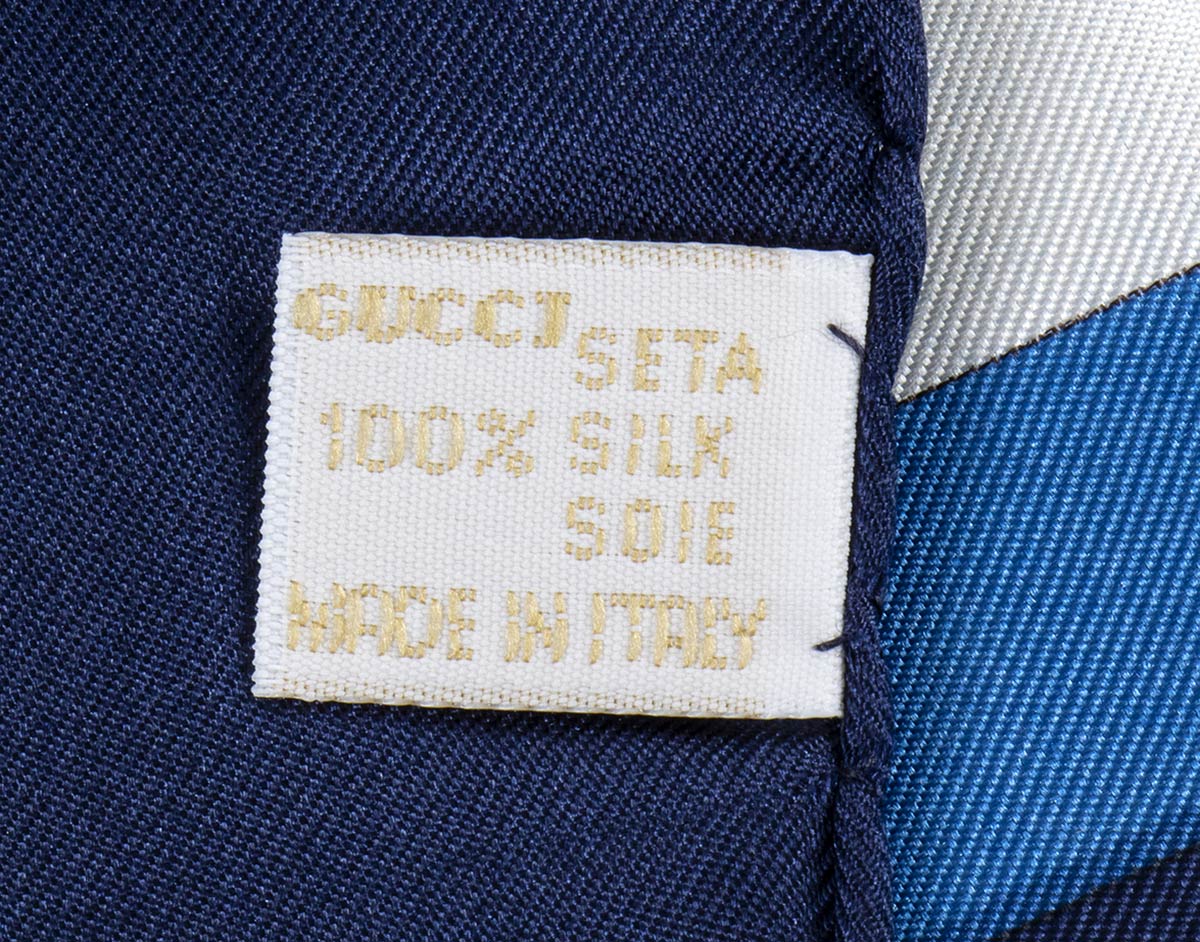 GUCCI SETA
100% SILK
SOIE
MADE IN ITALY